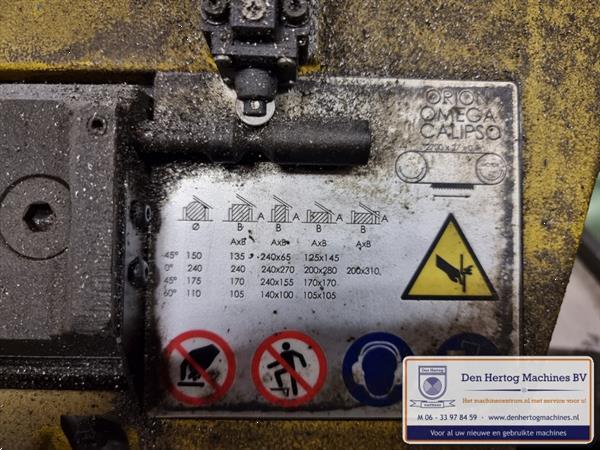 ORION
OMEGA
CALIPSO
Ø B A B A B A B A
AxB AxB AxB AxB
-45° 150 135 240x65 125x145
0° 240 240 240x270 200x280 200x310
45° 175 170 240x155 170x170
60° 110 105 140x100 105x105
Den Hertog Machines BV
Het machinecentrum.nl met service voor u!
M 06 - 33 97 84 59 · www.denhertogmachines.nl
Voor al uw nieuwe en gebruikte machines